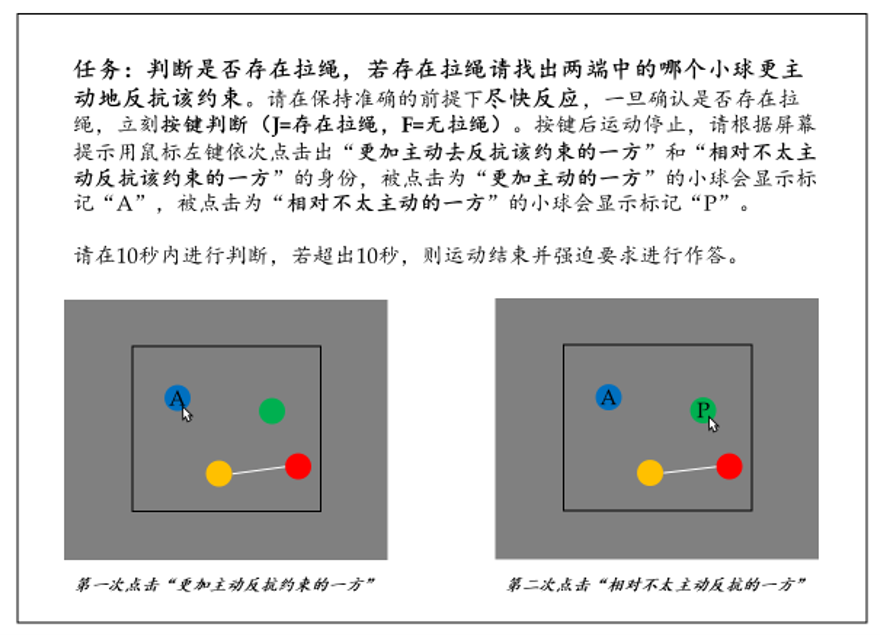 任务：判断是否存在拉绳，若存在拉绳请找出两端中的哪个小球更主
动地反抗该约束。请在保持准确的前提下尽快反应，一旦确认是否存在拉
绳，立刻按键判断（J=存在拉绳，F=无拉绳）。按键后运动停止，请根据屏幕
提示用鼠标左键依次点击出“更加主动去反抗该约束的一方”和“相对不太主
动反抗该约束的一方”的身份，被点击为“更加主动的一方”的小球会显示标
记“A”，被点击为“相对不太主动的一方”的小球会显示标记“P”。
请在10秒内进行判断，若超出10秒，则运动结束并强迫要求进行作答。
A
A
P
第一次点击“更加主动反抗约束的一方”
第二次点击“相对不太主动反抗的一方”